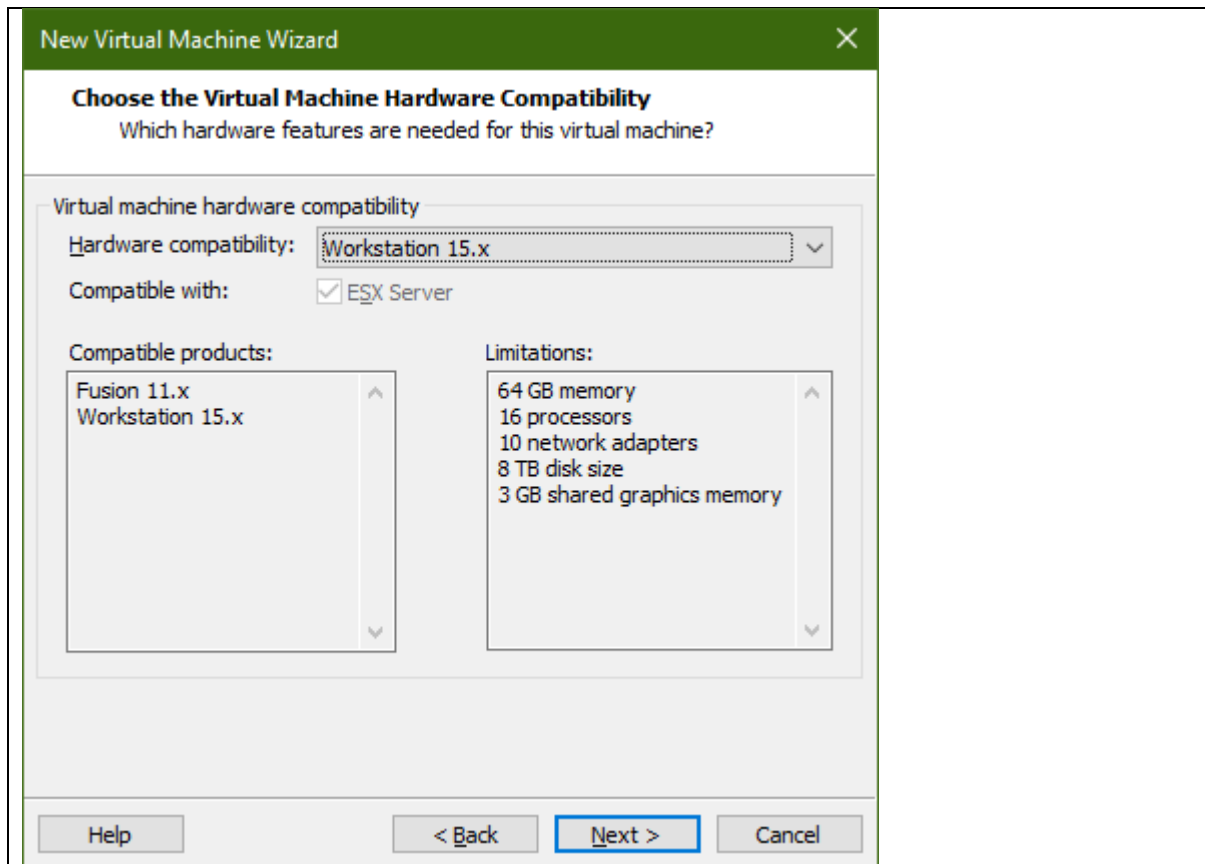 New Virtual Machine Wizard
Choose the Virtual Machine Hardware Compatibility
Which hardware features are needed for this virtual machine?
Virtual machine hardware compatibility
Hardware compatibility: Workstation 15.x
Compatible with: ESX Server
Compatible products:
Fusion 11.x
Workstation 15.x
Limitations:
64 GB memory
16 processors
10 network adapters
8 TB disk size
3 GB shared graphics memory
Help < Back Next > Cancel